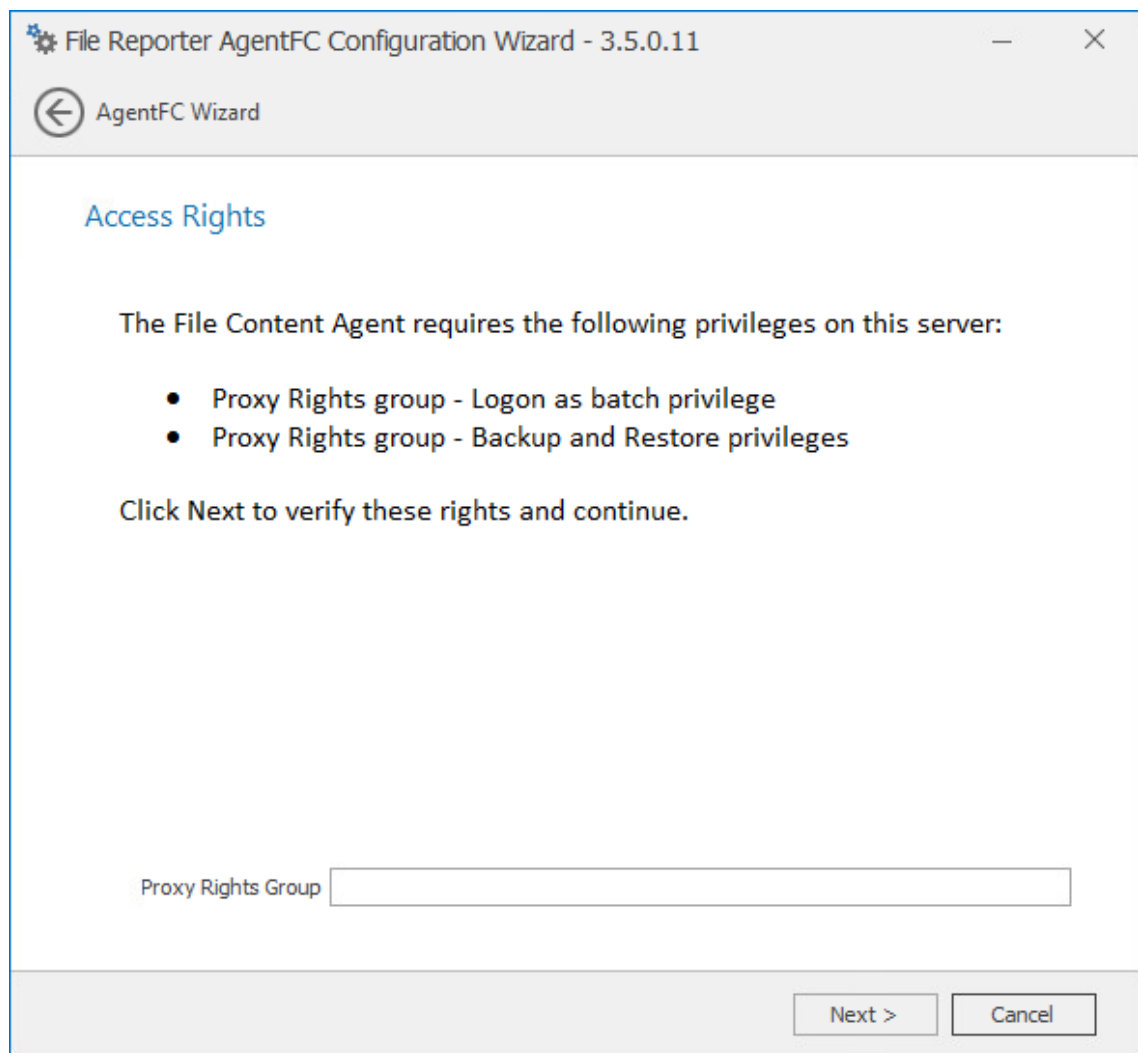 File Reporter AgentFC Configuration Wizard - 3.5.0.11
AgentFC Wizard
Access Rights
The File Content Agent requires the following privileges on this server:
• Proxy Rights group - Logon as batch privilege
• Proxy Rights group - Backup and Restore privileges
Click Next to verify these rights and continue.
Proxy Rights Group
Next >
Cancel